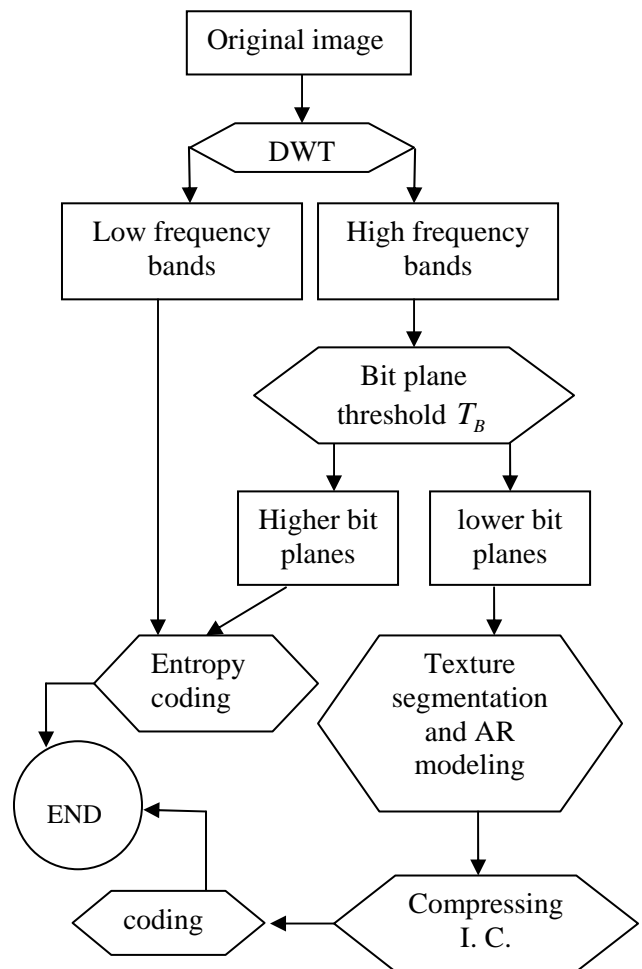 Original image
DWT
Low frequency
bands
High frequency
bands
Bit plane
threshold T_B
Higher bit
planes
lower bit
planes
Entropy
coding
Texture
segmentation
and AR
modeling
END
coding
Compressing
I. C.